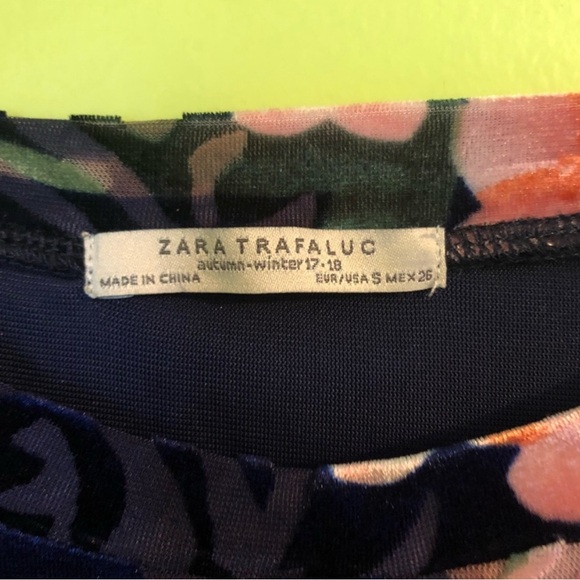 ZARA TRAFALUC
autumn-winter 17-18
MADE IN CHINA EUR/USA S MEX 26